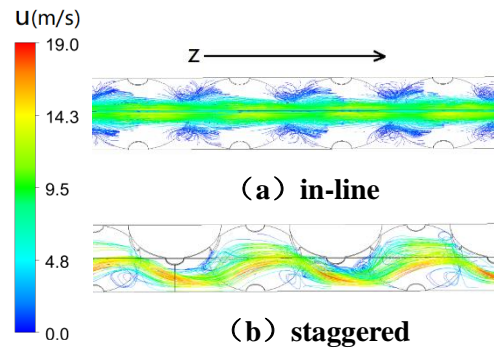 u(m/s)
19.0
14.3
9.5
4.8
0.0
z
（a）in-line
（b）staggered